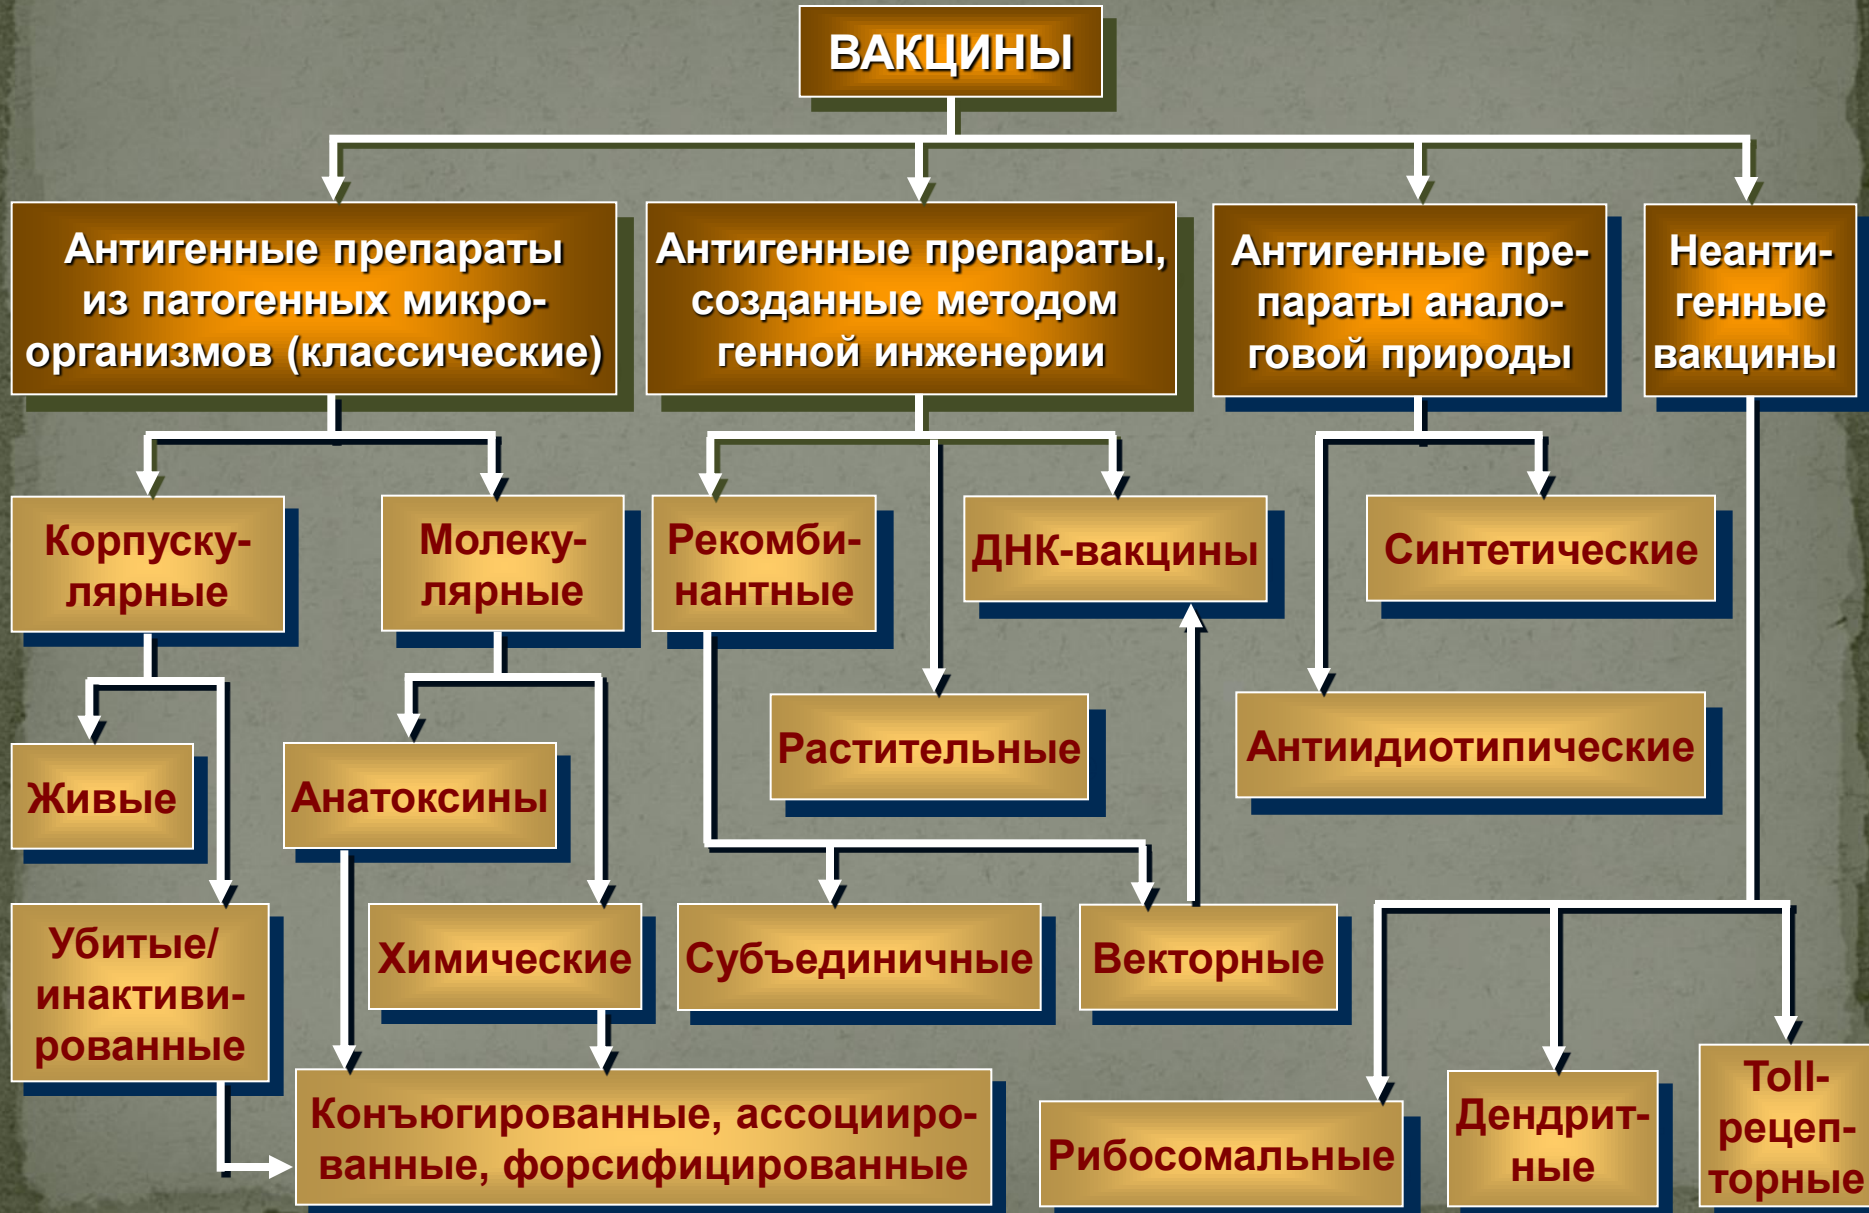 ВАКЦИНЫ
Антигенные препараты
из патогенных микро-
организмов (классические)
Антигенные препараты,
созданные методом
генной инженерии
Антигенные пре-
параты анало-
говой природы
Неанти-
генные
вакцины
Корпуску-
лярные
Молеку-
лярные
Рекомби-
нантные
ДНК-вакцины
Синтетические
Живые
Анатоксины
Растительные
Антиидиотипические
Убитые/
инактиви-
рованные
Химические
Субъединичные
Векторные
Конъюгированные, ассоцииро-
ванные, форсифицированные
Рибосомальные
Дендрит-
ные
Toll-
рецеп-
торные